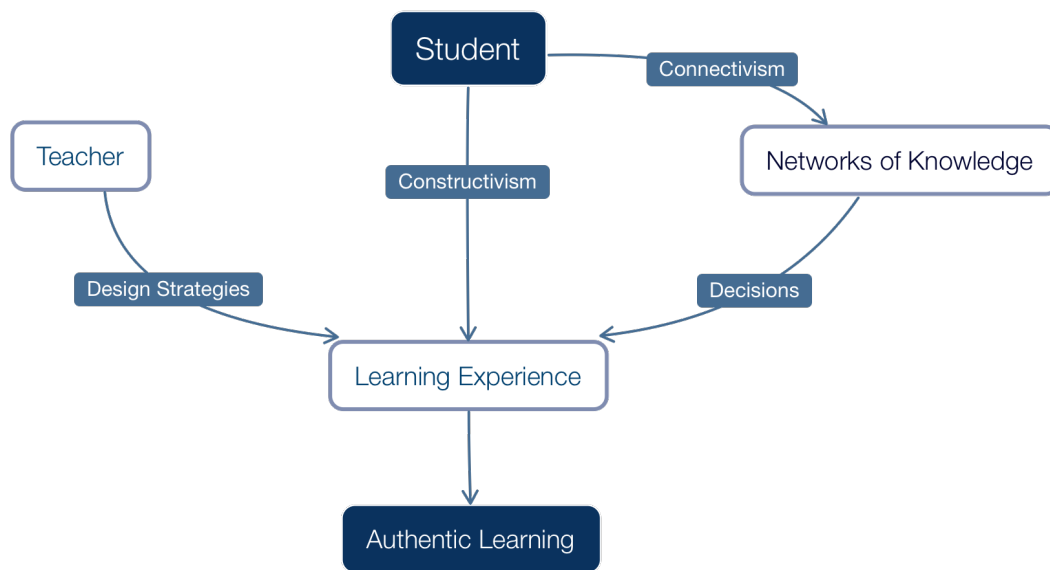 Student
Connectivism
Teacher
Networks of Knowledge
Constructivism
Design Strategies
Decisions
Learning Experience
Authentic Learning